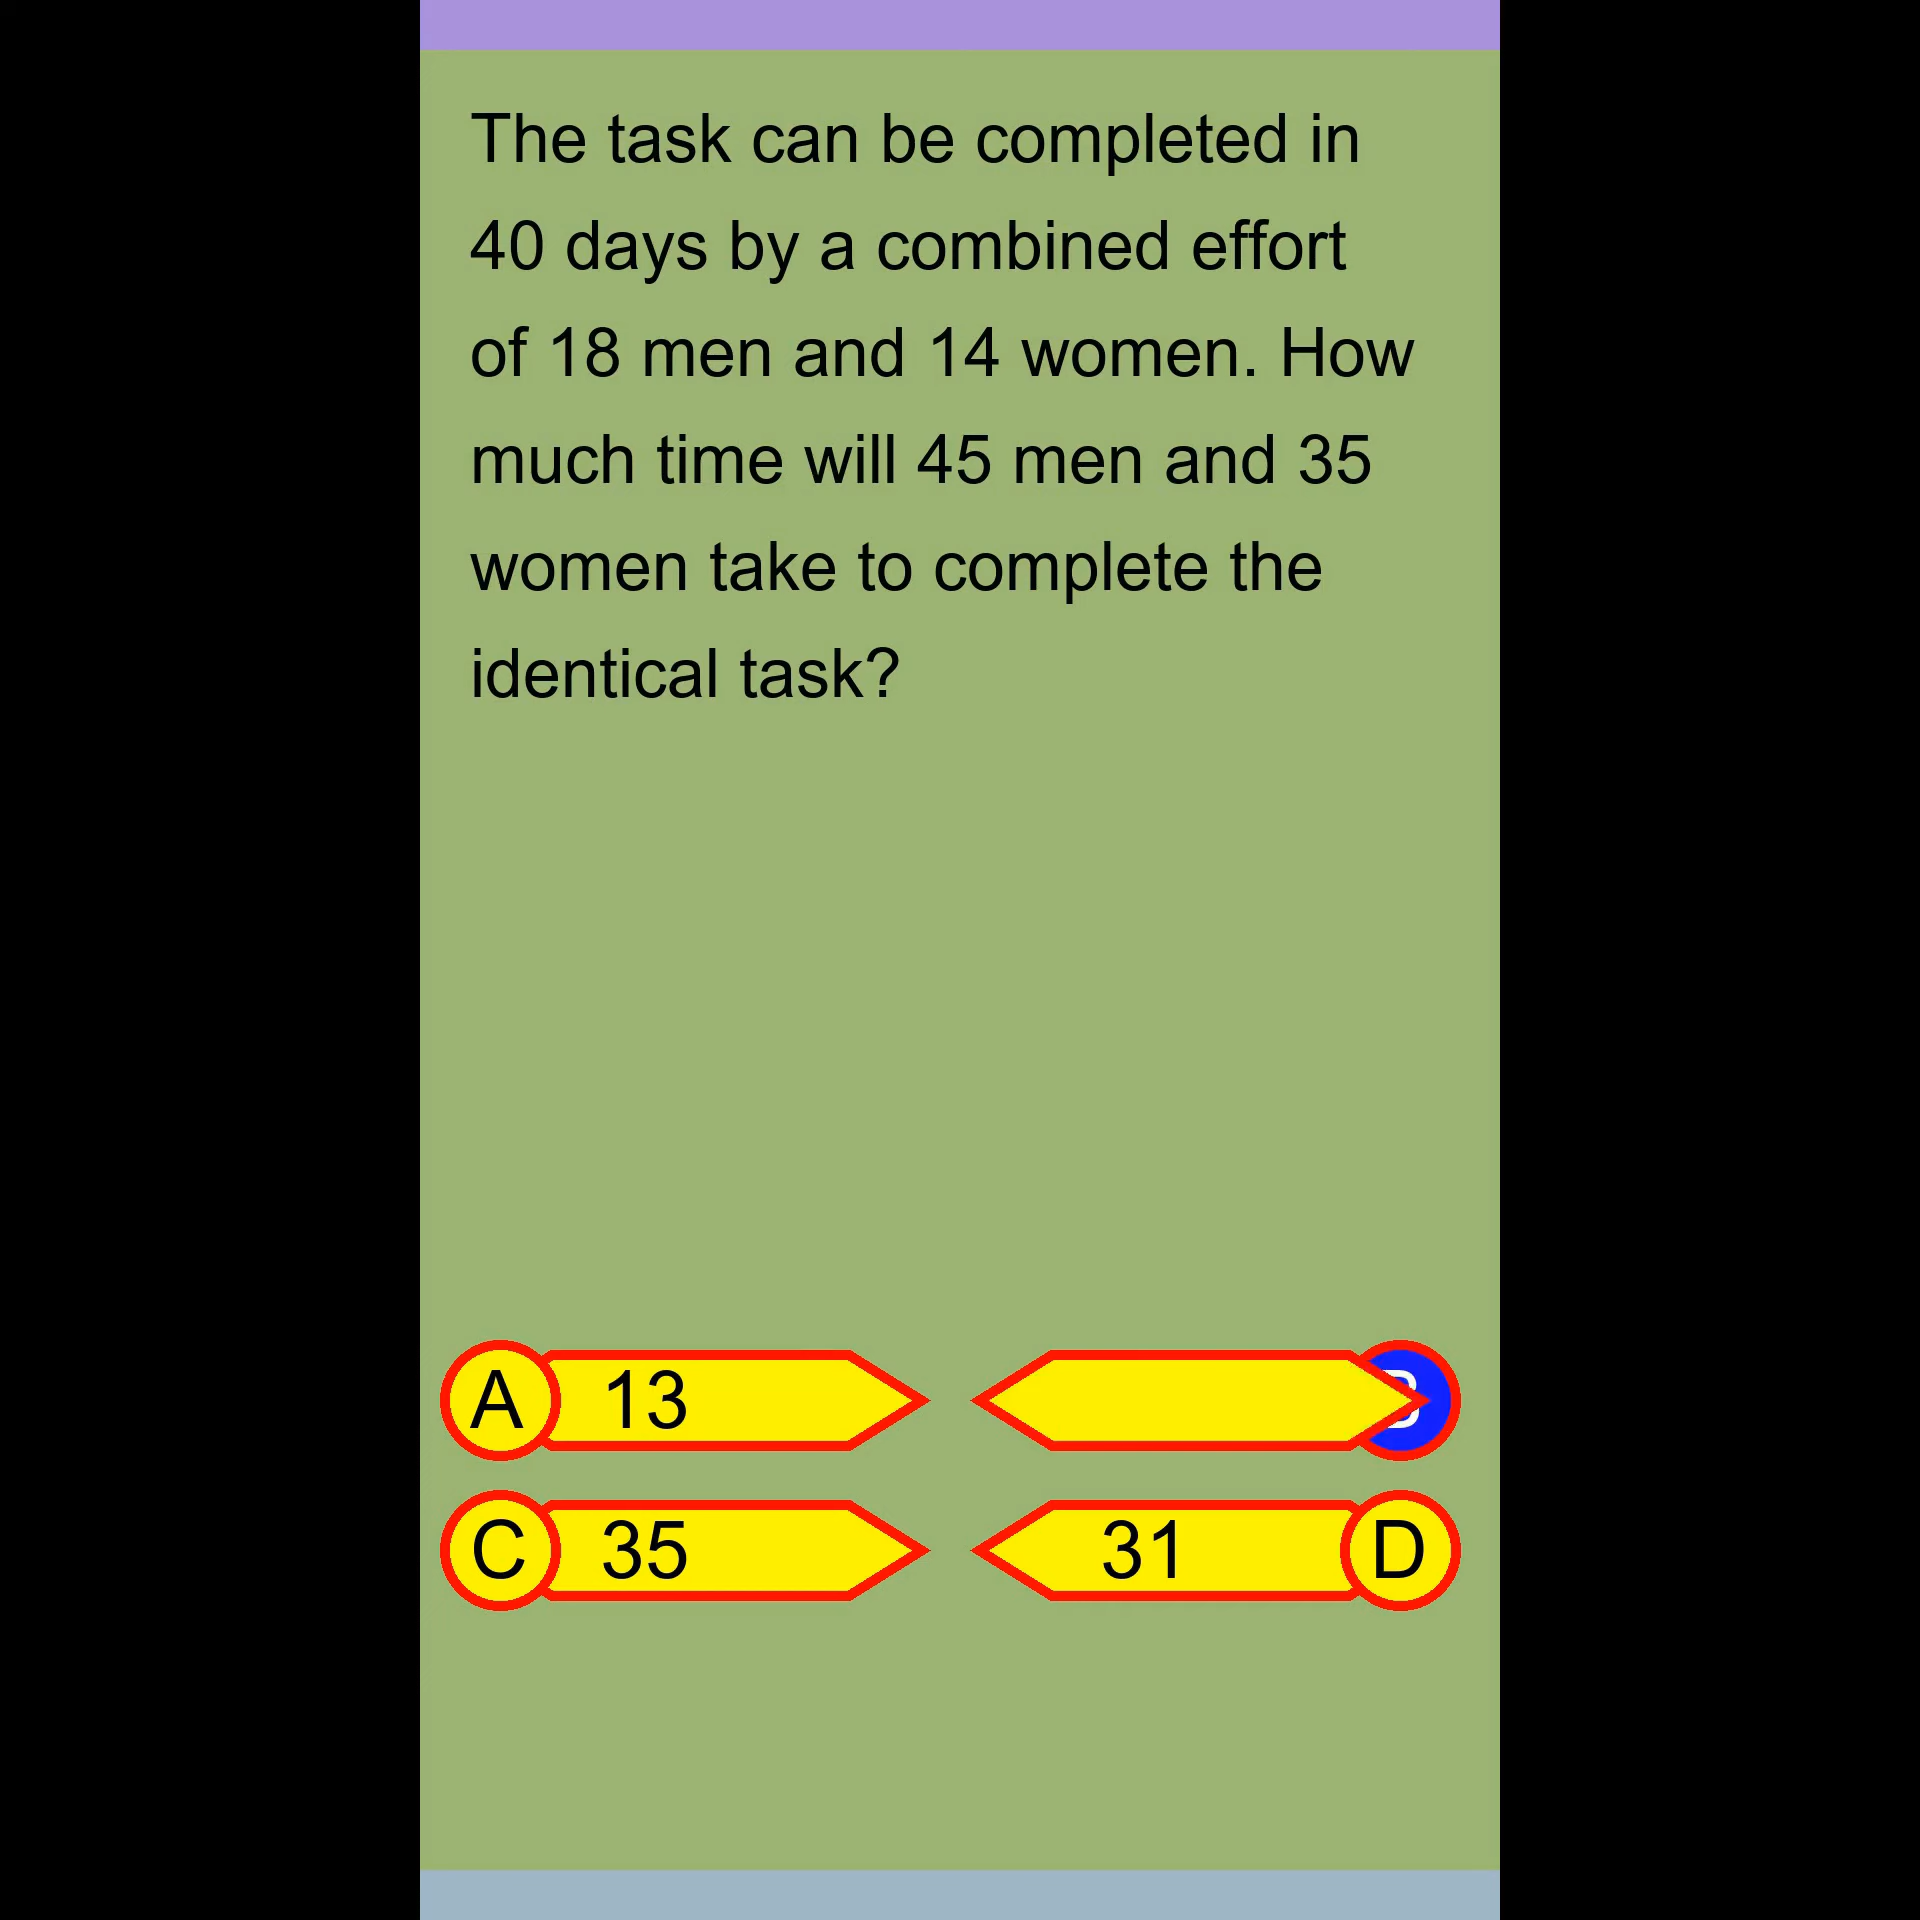 The task can be completed in
40 days by a combined effort
of 18 men and 14 women. How
much time will 45 men and 35
women take to complete the
identical task?
A 13
B
C 35
31 D